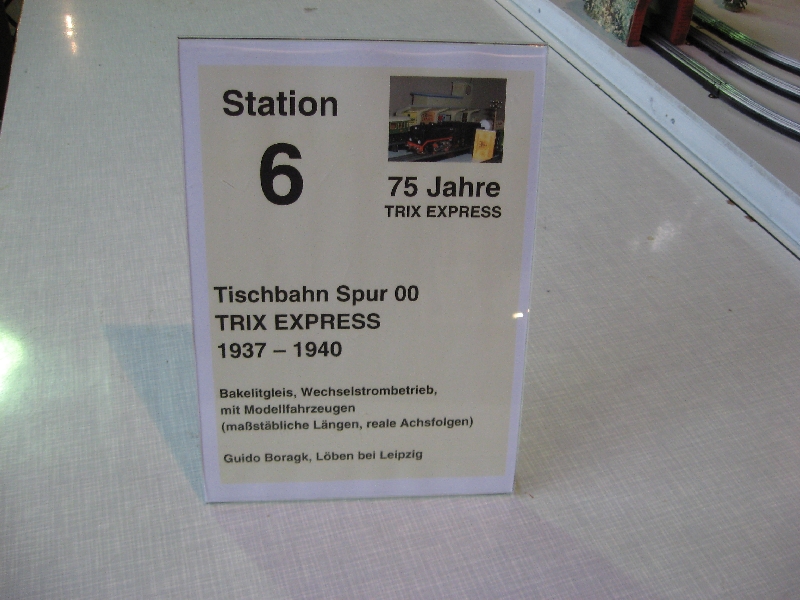 Station
6
75 Jahre
TRIX EXPRESS
Tischbahn Spur 00
TRIX EXPRESS
1937 – 1940
Bakelitgleis, Wechselstrombetrieb,
mit Modellfahrzeugen
(maßstäbliche Längen, reale Achsfolgen)
Guido Boragk, Löben bei Leipzig